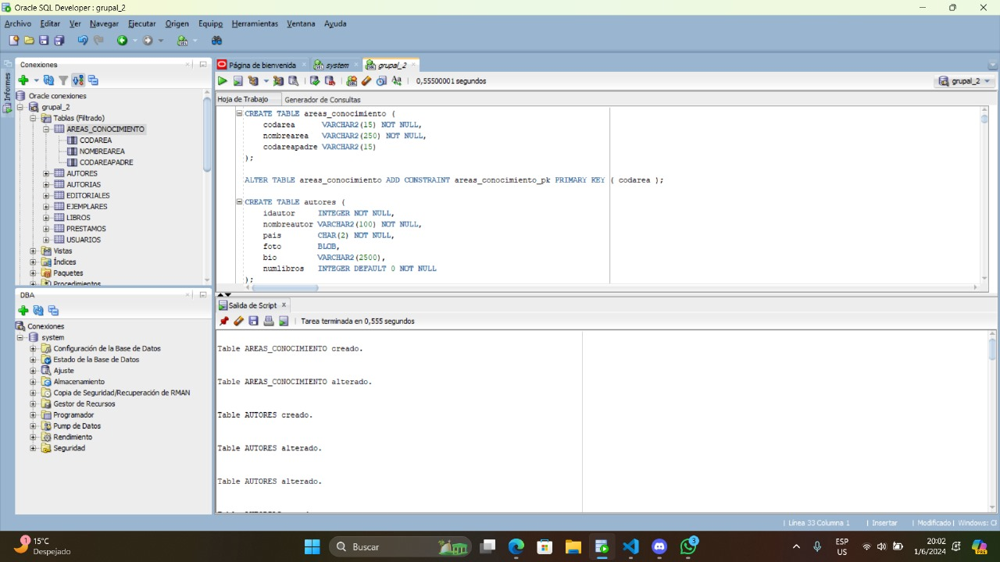 Oracle SQL Developer : grupal_2
Archivo Editar Ver Navegar Ejecutar Origen Equipo Herramientas Ventana Ayuda
Informes
Conexiones
Oracle conexiones
grupal_2
Tablas (Filtrado)
AREAS_CONOCIMIENTO
CODAREA
NOMBREAREA
CODAREAPADRE
AUTORES
AUTORIAS
EDITORIALES
EJEMPLARES
LIBROS
PRESTAMOS
USUARIOS
Vistas
Índices
Paquetes
Procedimientos
DBA
Conexiones
system
Configuración de la Base de Datos
Estado de la Base de Datos
Ajuste
Almacenamiento
Copia de Seguridad/Recuperación de RMAN
Gestor de Recursos
Programador
Pump de Datos
Rendimiento
Seguridad
Página de bienvenida system grupal_2
0,55500001 segundos grupal_2
Hoja de Trabajo Generador de Consultas
CREATE TABLE areas_conocimiento (
codarea VARCHAR2(15) NOT NULL,
nombrearea VARCHAR2(250) NOT NULL,
codareapadre VARCHAR2(15)
);
ALTER TABLE areas_conocimiento ADD CONSTRAINT areas_conocimiento_pk PRIMARY KEY ( codarea );
CREATE TABLE autores (
idautor INTEGER NOT NULL,
nombreautor VARCHAR2(100) NOT NULL,
pais CHAR(2) NOT NULL,
foto BLOB,
bio VARCHAR2(2500),
numlibros INTEGER DEFAULT 0 NOT NULL
);
Salida de Script x
Tarea terminada en 0,555 segundos
Table AREAS_CONOCIMIENTO creado.
Table AREAS_CONOCIMIENTO alterado.
Table AUTORES creado.
Table AUTORES alterado.
Table AUTORES alterado.
Línea 33 Columna 1 Insertar Modificado Windows: Cl
1 15°C
Despejado
Buscar
3
ESP
US
20:02
1/6/2024
PRE